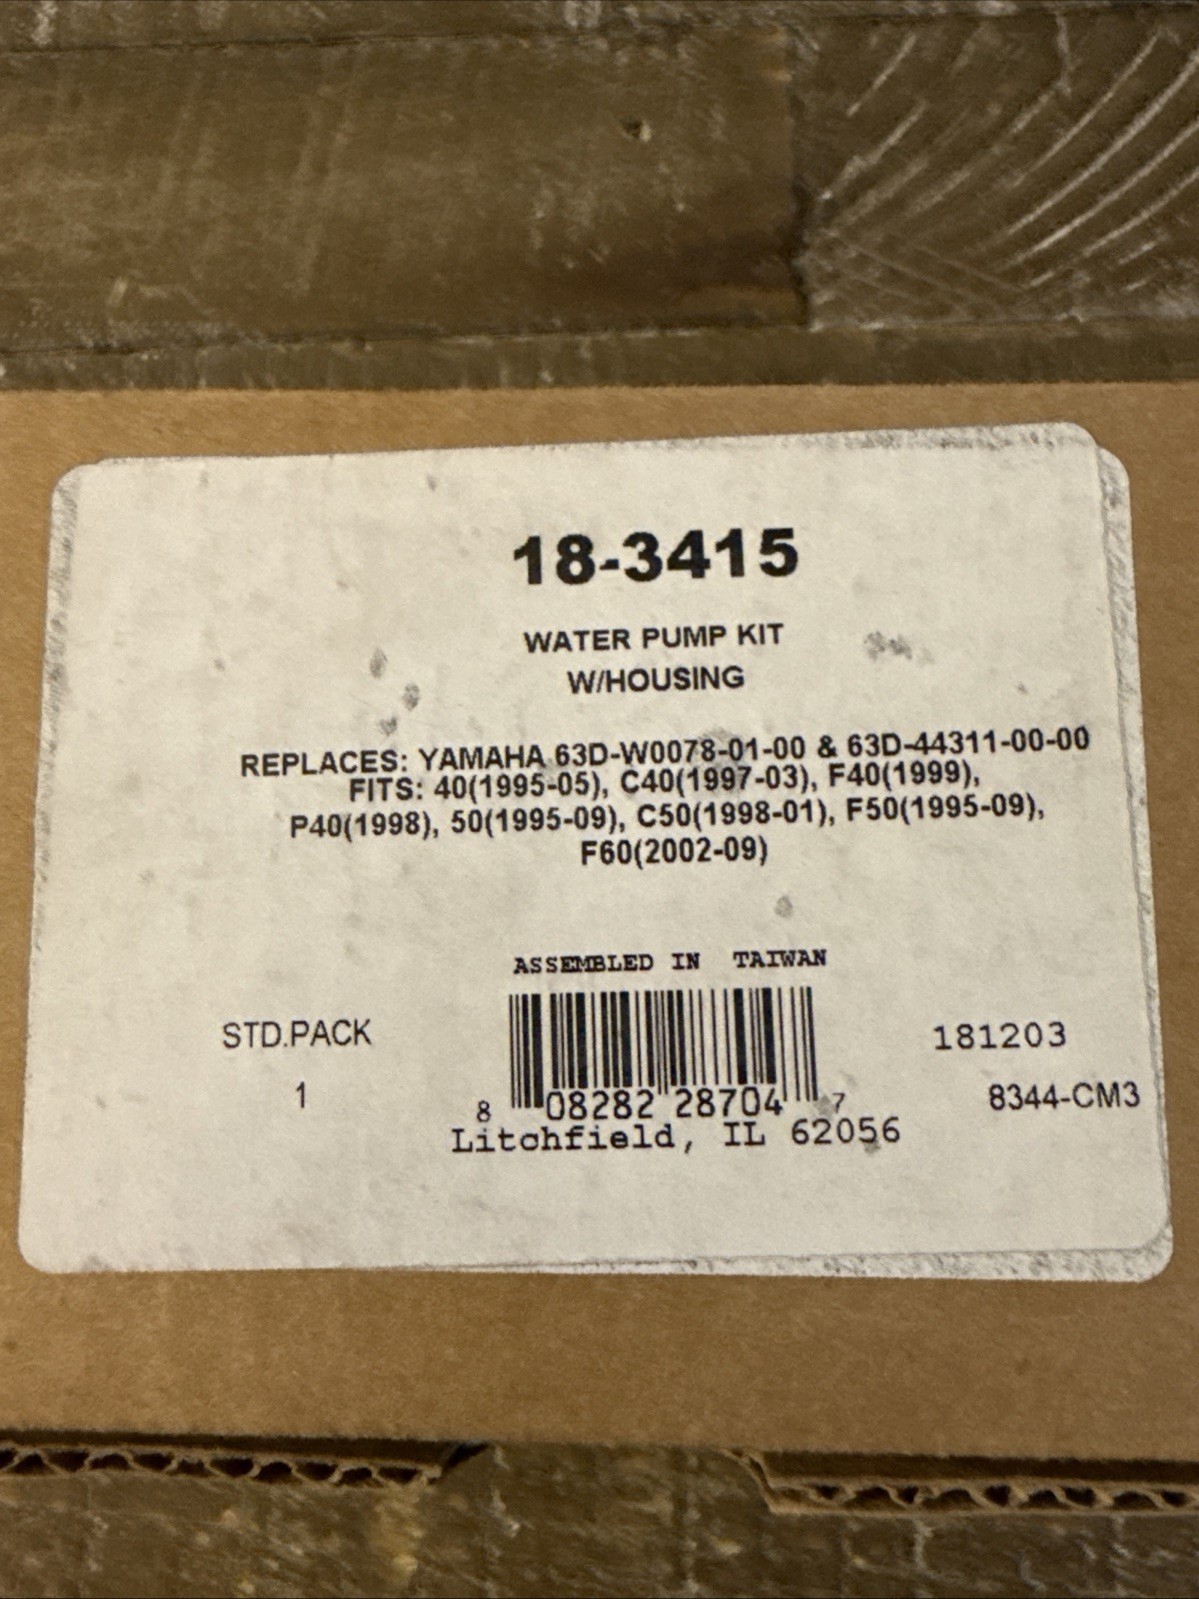 18-3415
WATER PUMP KIT
W/HOUSING
REPLACES: YAMAHA 63D-W0078-01-00 & 63D-44311-00-00
FITS: 40(1995-05), C40(1997-03), F40(1999),
P40(1998), 50(1995-09), C50(1998-01), F50(1995-09),
F60(2002-09)
ASSEMBLED IN TAIWAN
STD.PACK
1
8 08282 28704 7
Litchfield, IL 62056
181203
8344-CM3